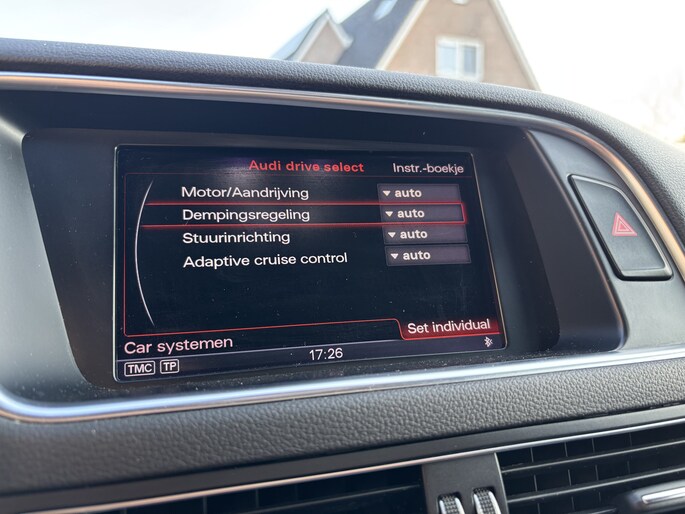 Audi drive select Instr.-boekje
Motor/Aandrijving auto
Dempingsregeling auto
Stuurinrichting auto
Adaptive cruise control auto
Set individual
Car systemen
TMC TP 17:26